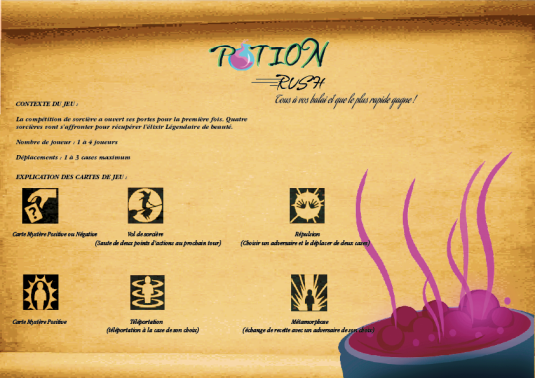 POTION
RUSH
Tous à vos balai et que le plus rapide gagne !
CONTEXTE DU JEU :
La compétition de sorcière a ouvert ses portes pour la première fois. Quatre
sorcières vont s'affronter pour récupérer l'élixir Légendaire de beauté.
Nombre de joueur : 1 à 4 joueurs
Déplacements : 1 à 3 cases maximum
EXPLICATION DES CARTES DE JEU :
?
Carte Mystère Positive ou Négative
Vol de sorcière
(Saute de deux points d'actions au prochain tour)
Répulsion
(Choisir un adversaire et le déplacer de deux cases)
Carte Mystère Positive
Téléportation
(téléportation à la case de son choix)
Métamorphose
(échange de recette avec un adversaire de son choix)